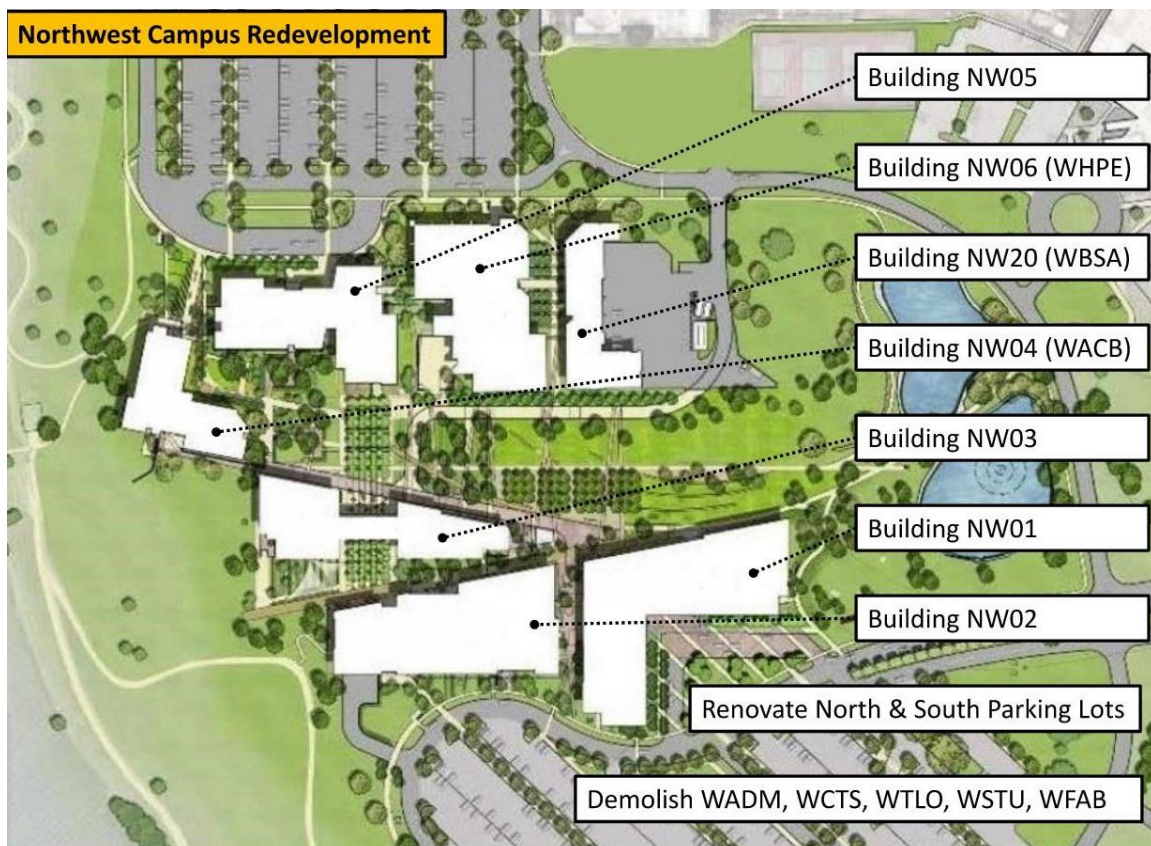 Northwest Campus Redevelopment
Building NW05
Building NW06 (WHPE)
Building NW20 (WBSA)
Building NW04 (WACB)
Building NW03
Building NW01
Building NW02
Renovate North & South Parking Lots
Demolish WADM, WCTS, WTLO, WSTU, WFAB